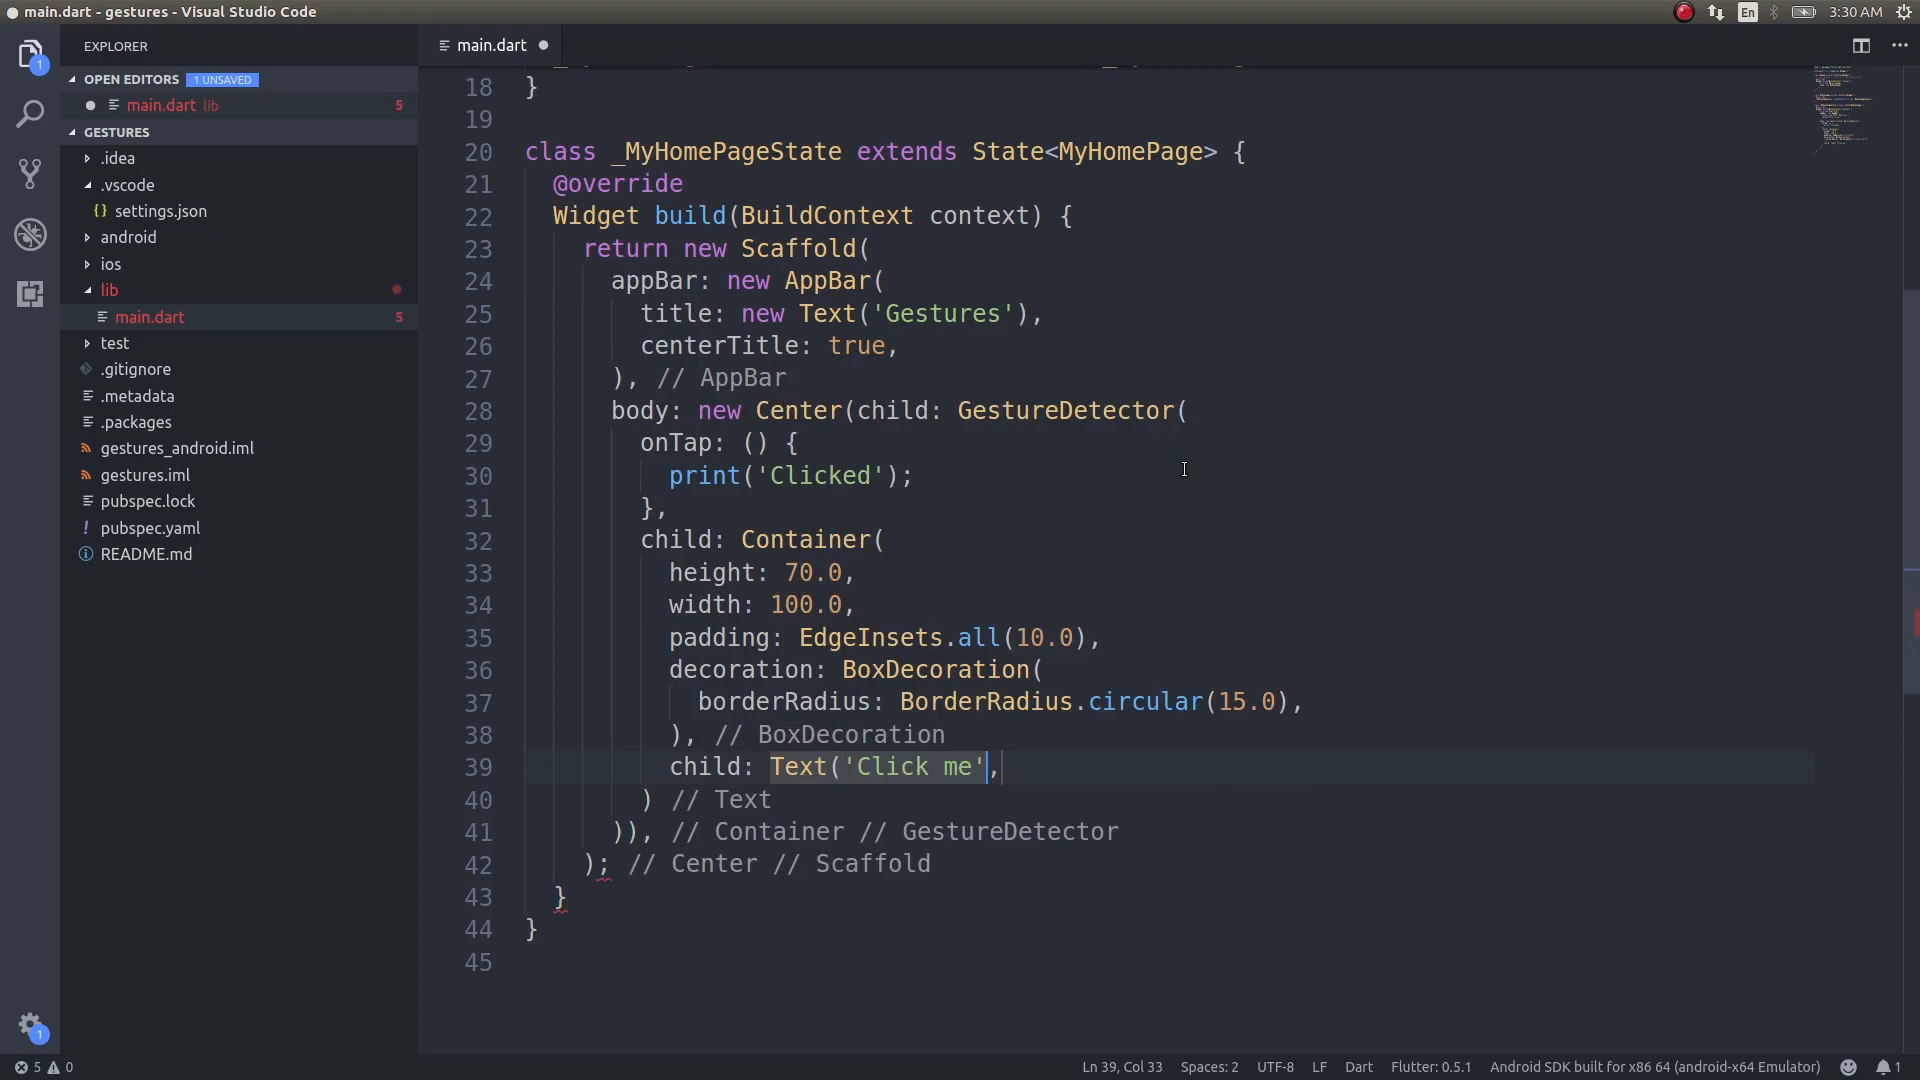 main.dart - gestures - Visual Studio Code
En
3:30 AM
1
EXPLORER
OPEN EDITORS 1 UNSAVED
main.dart lib 5
GESTURES
.idea
.vscode
{} settings.json
android
ios
lib
main.dart 5
test
.gitignore
.metadata
.packages
gestures_android.iml
gestures.iml
pubspec.lock
! pubspec.yaml
README.md
1
main.dart
18 }
19
20 class _MyHomePageState extends State<MyHomePage> {
21 @override
22 Widget build(BuildContext context) {
23 return new Scaffold(
24 appBar: new AppBar(
25 title: new Text('Gestures'),
26 centerTitle: true,
27 ), // AppBar
28 body: new Center(child: GestureDetector(
29 onTap: () {
30 print('Clicked');
31 },
32 child: Container(
33 height: 70.0,
34 width: 100.0,
35 padding: EdgeInsets.all(10.0),
36 decoration: BoxDecoration(
37 borderRadius: BorderRadius.circular(15.0),
38 ), // BoxDecoration
39 child: Text('Click me',
40 ) // Text
41 )), // Container // GestureDetector
42 ); // Center // Scaffold
43 }
44 }
45
5 0
Ln 39, Col 33 Spaces: 2 UTF-8 LF Dart Flutter: 0.5.1 Android SDK built for x86 64 (android-x64 Emulator) 1